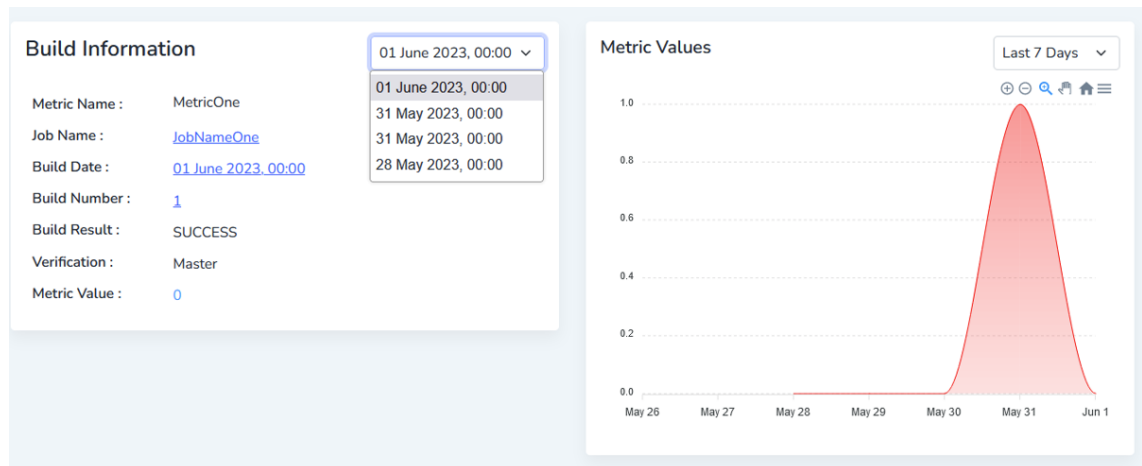 Build Information
01 June 2023, 00:00
01 June 2023, 00:00
31 May 2023, 00:00
31 May 2023, 00:00
28 May 2023, 00:00
Metric Name : MetricOne
Job Name : JobNameOne
Build Date : 01 June 2023, 00:00
Build Number : 1
Build Result : SUCCESS
Verification : Master
Metric Value : 0
Metric Values
Last 7 Days
1.0
0.8
0.6
0.4
0.2
0.0
May 26 May 27 May 28 May 29 May 30 May 31 Jun 1